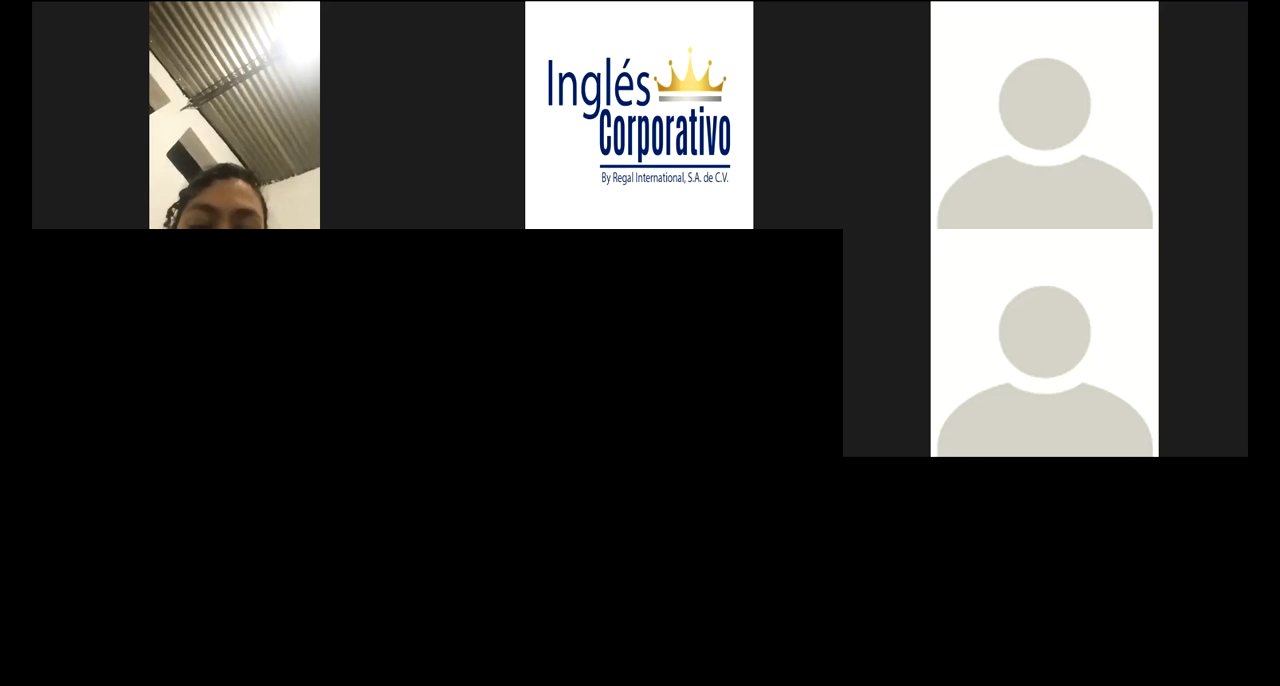 Inglés
Corporativo
By Regal International, S.A. de C.V.